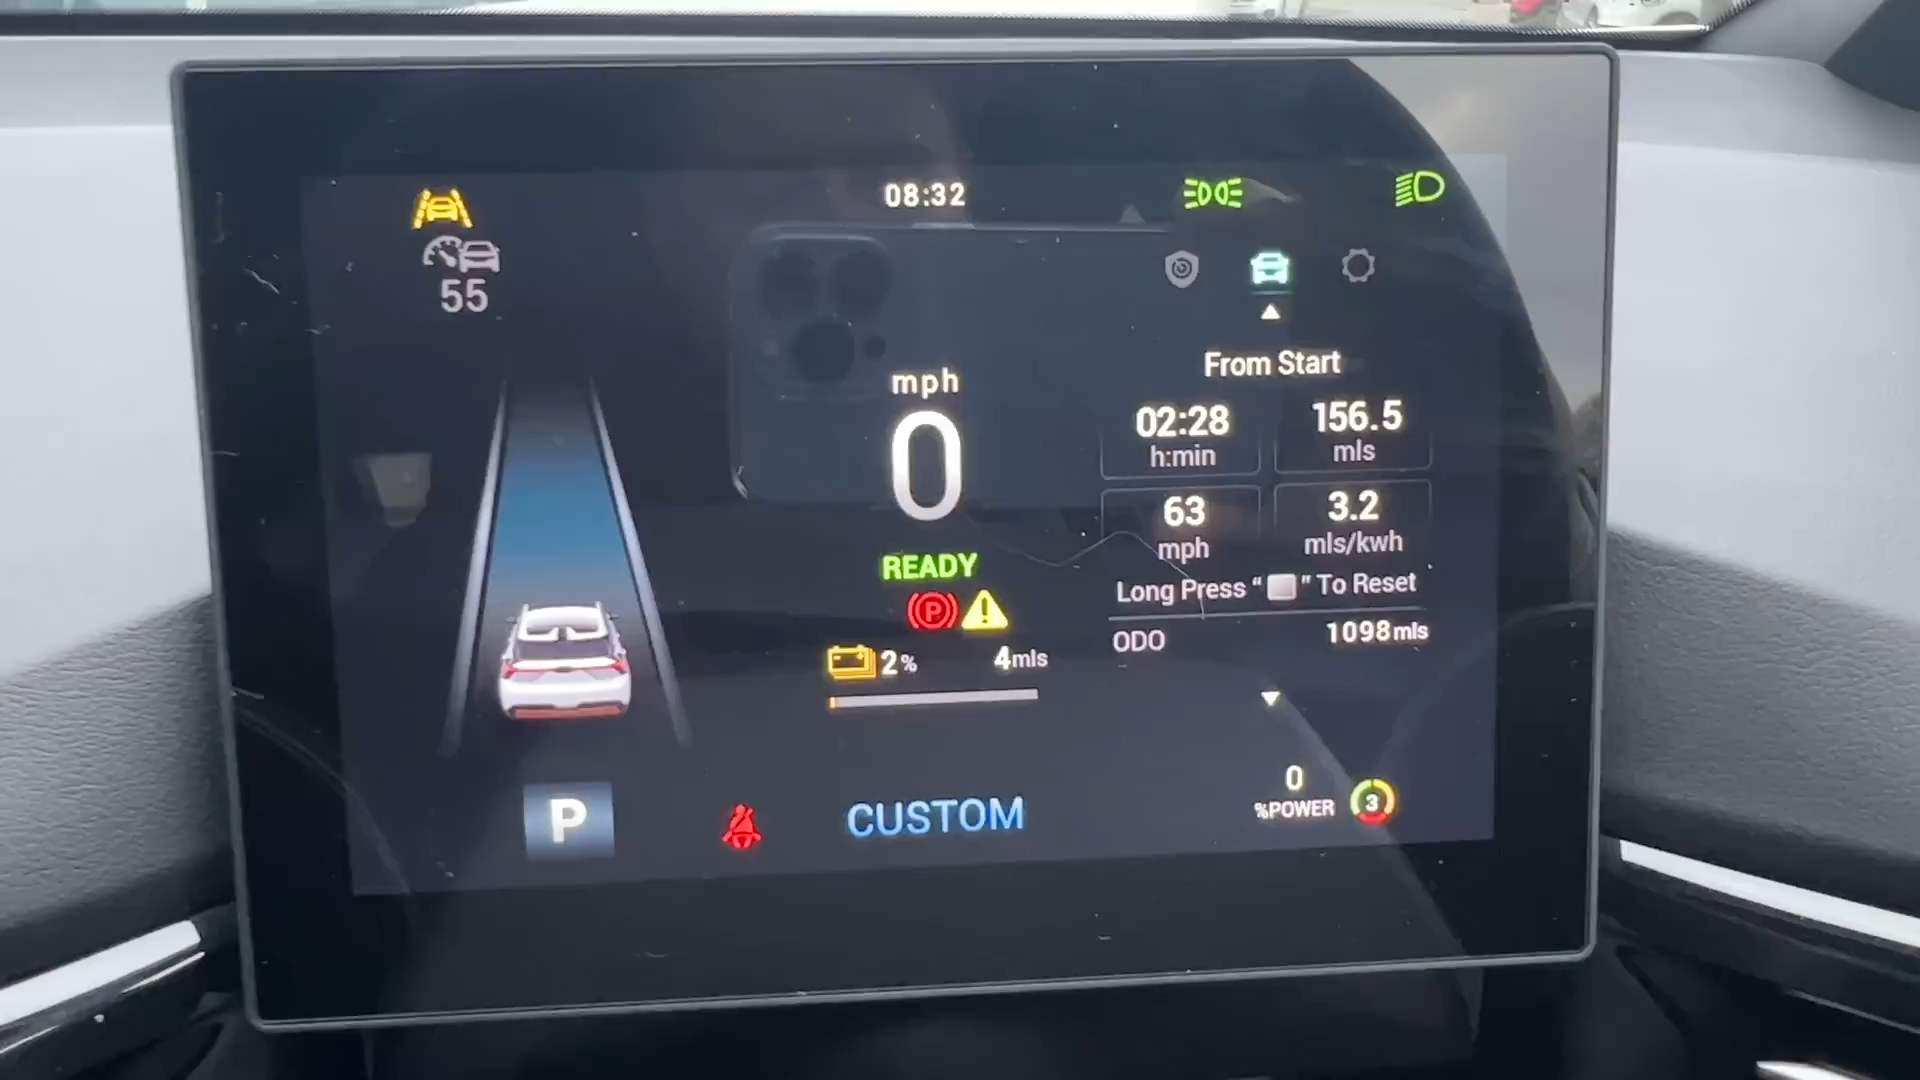 08:32
55
mph
0
READY
P
2%
4mls
From Start
02:28
h:min
156.5
mls
63
mph
3.2
mls/kwh
Long Press “ ” To Reset
ODO
1098mls
P
CUSTOM
0
%POWER
3